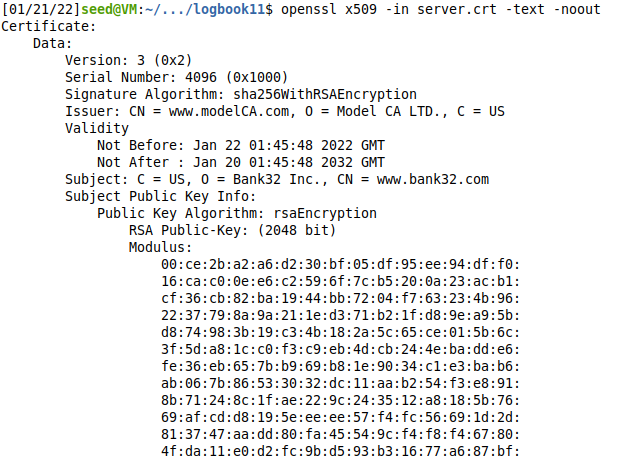 [01/21/22]seed@VM:~/.../logbook11$ openssl x509 -in server.crt -text -noout
Certificate:
    Data:
        Version: 3 (0x2)
        Serial Number: 4096 (0x1000)
        Signature Algorithm: sha256WithRSAEncryption
        Issuer: CN = www.modelCA.com, O = Model CA LTD., C = US
        Validity
            Not Before: Jan 22 01:45:48 2022 GMT
            Not After : Jan 20 01:45:48 2032 GMT
        Subject: C = US, O = Bank32 Inc., CN = www.bank32.com
        Subject Public Key Info:
            Public Key Algorithm: rsaEncryption
                RSA Public-Key: (2048 bit)
                Modulus:
                    00:ce:2b:a2:a6:d2:30:bf:05:df:95:ee:94:df:f0:
                    16:ca:c0:0e:e6:c2:59:6f:7c:b5:20:0a:23:ac:b1:
                    cf:36:cb:82:ba:19:44:bb:72:04:f7:63:23:4b:96:
                    22:37:79:8a:9a:21:1e:d3:71:b2:1f:d8:9e:a9:5b:
                    d8:74:98:3b:19:c3:4b:18:2a:5c:65:ce:01:5b:6c:
                    3f:5d:a8:1c:c0:f3:c9:eb:4d:cb:24:4e:ba:dd:e6:
                    fe:36:eb:65:7b:b9:69:b8:1e:90:34:c1:e3:ba:b6:
                    ab:06:7b:86:53:30:32:dc:11:aa:b2:54:f3:e8:91:
                    8b:71:24:8c:1f:ae:22:9c:24:35:12:a8:18:5b:76:
                    69:af:cd:d8:19:5e:ee:ee:57:f4:fc:56:69:1d:2d:
                    81:37:47:aa:dd:80:fa:45:54:9c:f4:f8:f4:67:80:
                    4f:da:11:e0:d2:fc:9b:d5:93:b3:16:77:a6:87:bf: